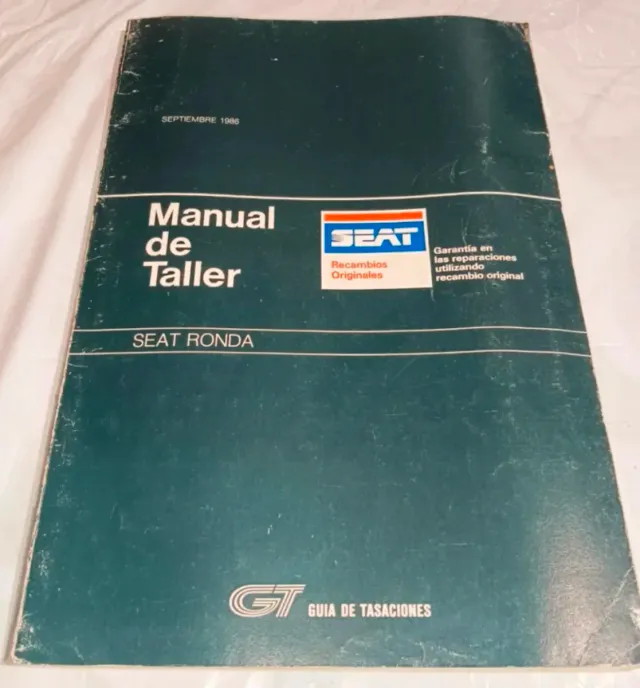 SEPTIEMBRE 1986
Manual
de
Taller
SEAT
Recambios
Originales
Garantía en
las reparaciones
utilizando
recambio original
SEAT RONDA
GT GUIA DE TASACIONES